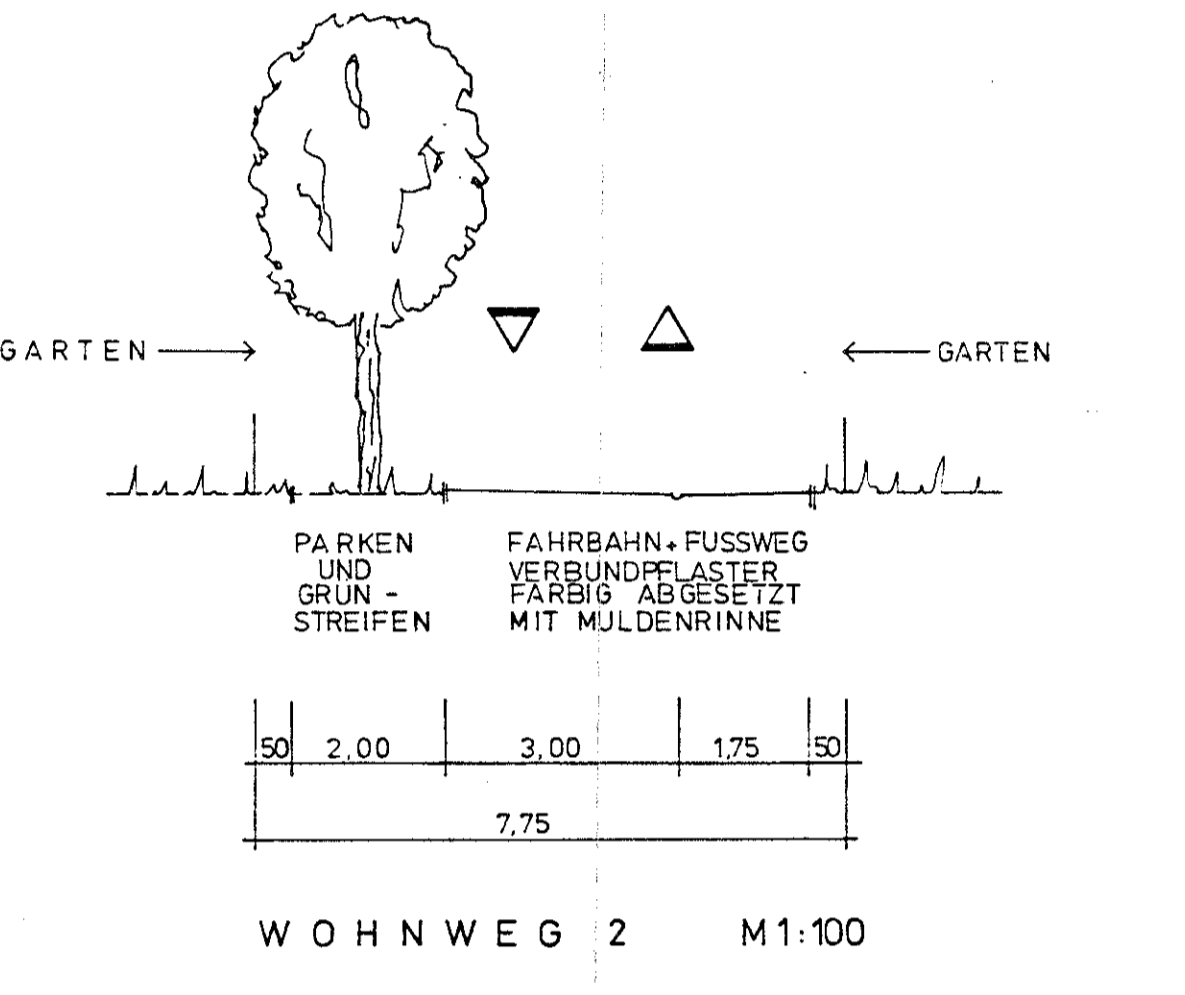 GARTEN
GARTEN
PARKEN
UND
GRÜN -
STREIFEN
FAHRBAHN + FUSSWEG
VERBUNDPFLASTER
FARBIG ABGESETZT
MIT MULDENRINNE
50 2,00 3,00 1,75 50
7,75
WOHNWEG 2 M 1:100